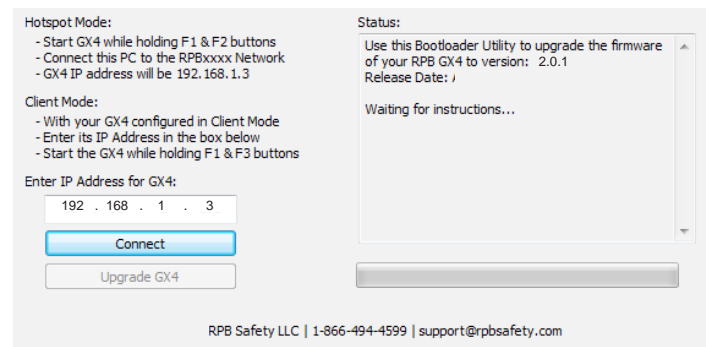 Hotspot Mode:
- Start GX4 while holding F1 & F2 buttons
- Connect this PC to the RPBxxxx Network
- GX4 IP address will be 192.168.1.3
Client Mode:
- With your GX4 configured in Client Mode
- Enter its IP Address in the box below
- Start the GX4 while holding F1 & F3 buttons
Enter IP Address for GX4:
192 . 168 . 1 . 3
Connect
Upgrade GX4
Status:
Use this Bootloader Utility to upgrade the firmware
of your RPB GX4 to version: 2.0.1
Release Date:
Waiting for instructions...
RPB Safety LLC | 1-866-494-4599 | support@rpbsafety.com